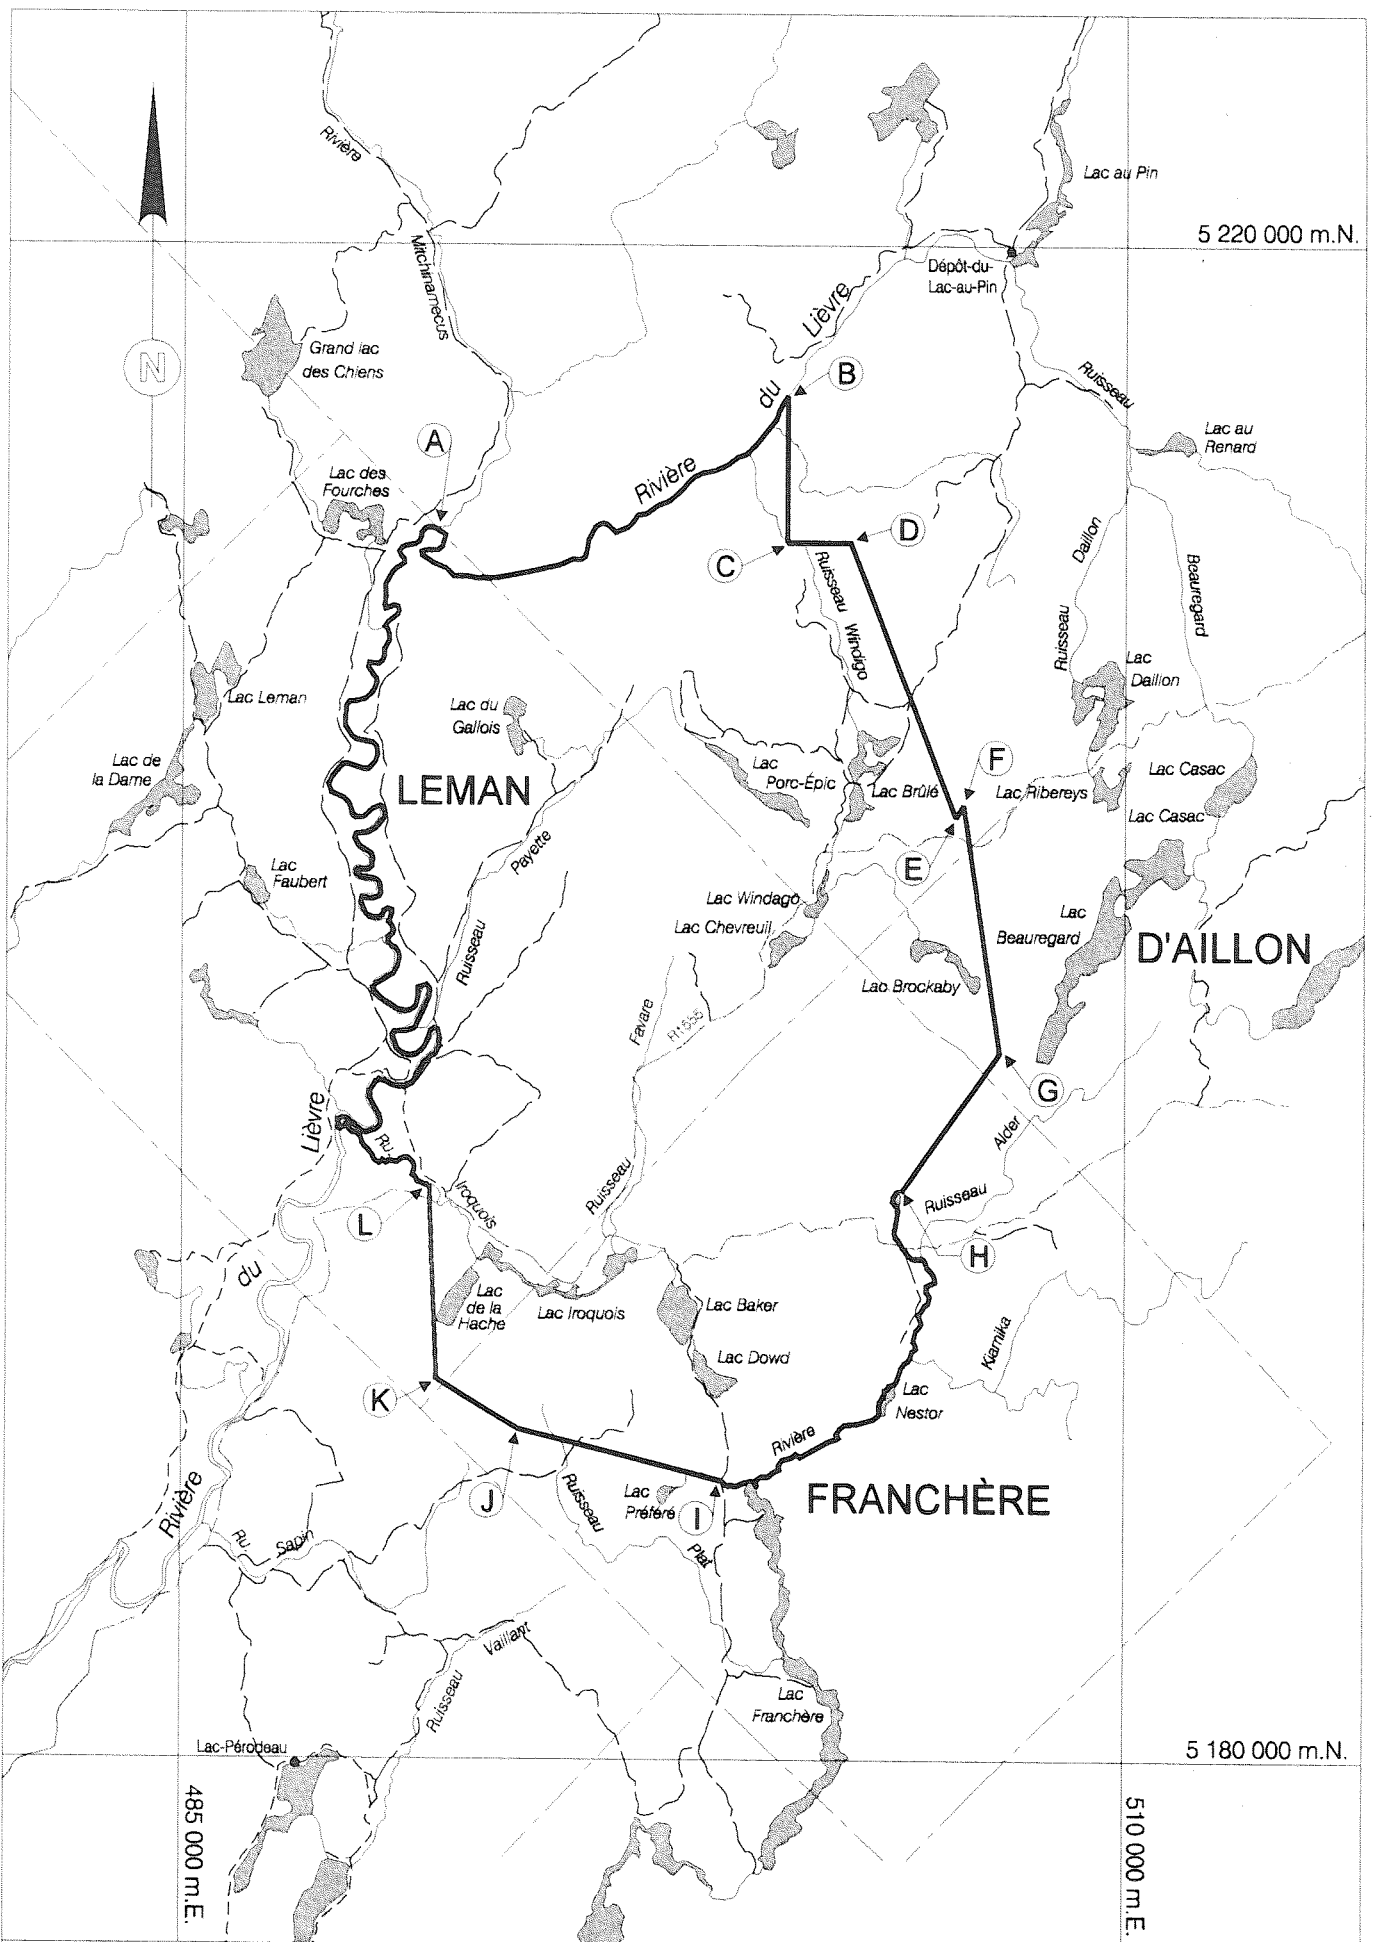 Rivière
Lac au Pin
5 220 000 m.N.
Mitchinamecus
Dépôt-du-
Lac-au-Pin
Lièvre
Grand lac
des Chiens
N
B
Ruisseau
du
Lac au
Renard
A
Lac des
Fourches
Rivière
D
C
Daillon
Ruisseau
Windigo
Beauregard
Ruisseau
Lac
Daillon
Lac Leman
Lac du
Gallois
Lac de
la Dame
LEMAN
Lac
Porc-Épic
F
Lac Brûlé
Lac Ribereys
Lac Casac
Lac Casac
Payette
E
Lac
Faubert
Lac Windago
Lac Chevreuil
Lac
Beauregard
D'AILLON
Ruisseau
Lac Brockaby
Favare
R1555
G
Lièvre
Ru.
Alder
Ruisseau
Iroquois
Ruisseau
L
H
du
Lac
de la
Hache
Lac Iroquois
Lac Baker
Kiamika
Lac Dowd
K
Lac
Nestor
Rivière
Rivière
J
Ruisseau
Lac
Préféré
I
FRANCHÈRE
Ru.
Sapin
Plat
Vaillant
Ruisseau
Lac
Franchère
Lac-Pérodeau
5 180 000 m.N.
485 000 m.E.
510 000 m.E.